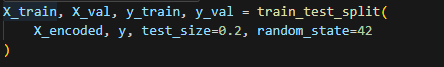 X_train, X_val, y_train, y_val = train_test_split(
    X_encoded, y, test_size=0.2, random_state=42
)